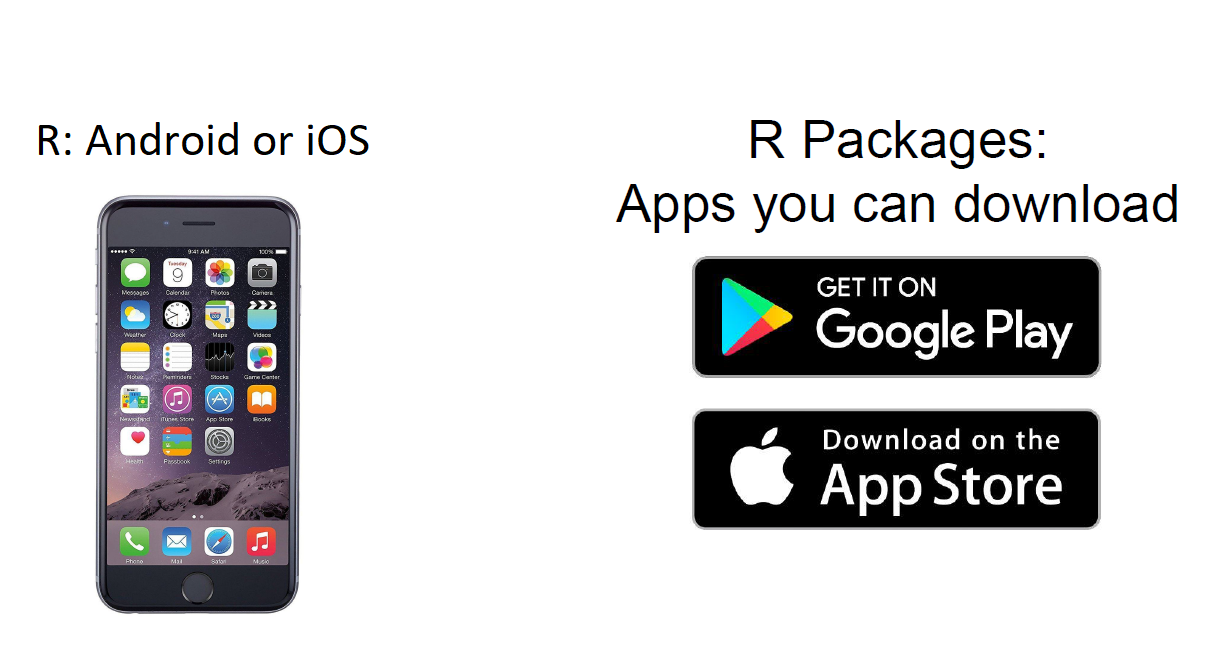 R: Android or iOS
R Packages:
Apps you can download
9:41 AM 100%
Tuesday
9
Messages Calendar Photos Camera
Weather Clock Maps Videos
Notes Reminders Stocks Game Center
Newsstand iTunes Store App Store iBooks
Health Passbook Settings
Phone Mail Safari Music
GET IT ON
Google Play
Download on the
App Store